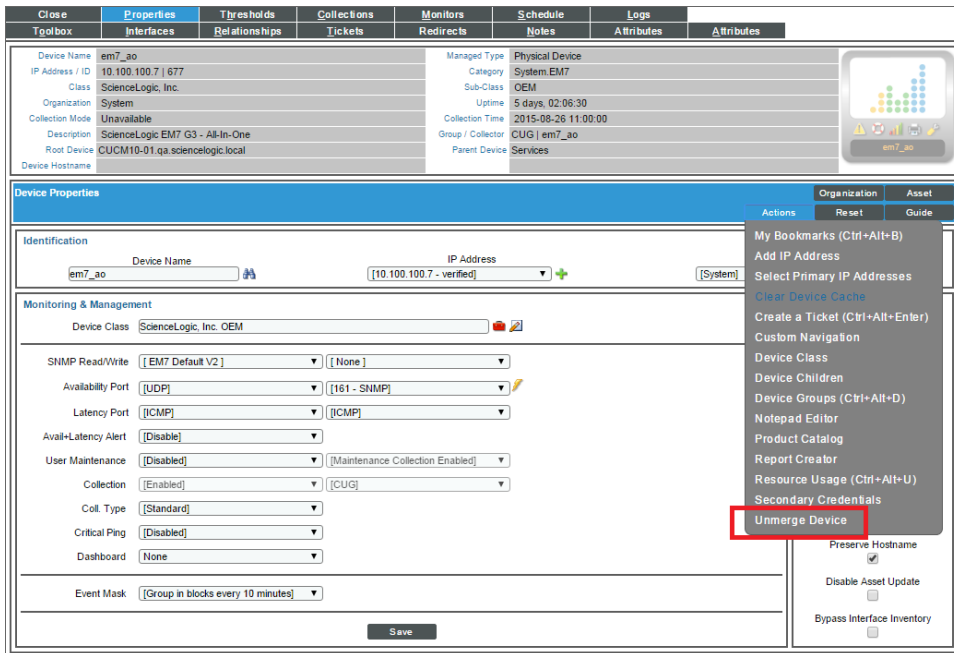 Close Properties Thresholds Collections Monitors Schedule Logs
Toolbox Interfaces Relationships Tickets Redirects Notes Attributes Attributes
Device Name em7_ao Managed Type Physical Device
IP Address / ID 10.100.100.7 | 677 Category System.EM7
Class ScienceLogic, Inc. Sub-Class OEM
Organization System Uptime 5 days, 02:06:30
Collection Mode Unavailable Collection Time 2015-08-26 11:00:00
Description ScienceLogic EM7 G3 - All-In-One Group / Collector CUG | em7_ao
Root Device CUCM10-01.qa.sciencelogic.local Parent Device Services
Device Hostname
em7_ao
Device Properties
Organization Asset
Actions Reset Guide
My Bookmarks (Ctrl+Alt+B)
Add IP Address
Select Primary IP Addresses
Clear Device Cache
Create a Ticket (Ctrl+Alt+Enter)
Custom Navigation
Device Class
Device Children
Device Groups (Ctrl+Alt+D)
Notepad Editor
Product Catalog
Report Creator
Resource Usage (Ctrl+Alt+U)
Secondary Credentials
Unmerge Device
Identification
Device Name IP Address
em7_ao [10.100.100.7 - verified] [System]
Monitoring & Management
Device Class ScienceLogic, Inc. OEM
SNMP Read/Write [ EM7 Default V2 ] [ None ]
Availability Port [UDP] [161 - SNMP]
Latency Port [ICMP] [ICMP]
Avail+Latency Alert [Disable]
User Maintenance [Disabled] [Maintenance Collection Enabled]
Collection [Enabled] [CUG]
Coll. Type [Standard]
Critical Ping [Disabled]
Dashboard None
Event Mask [Group in blocks every 10 minutes]
Save
Preserve Hostname
Disable Asset Update
Bypass Interface Inventory